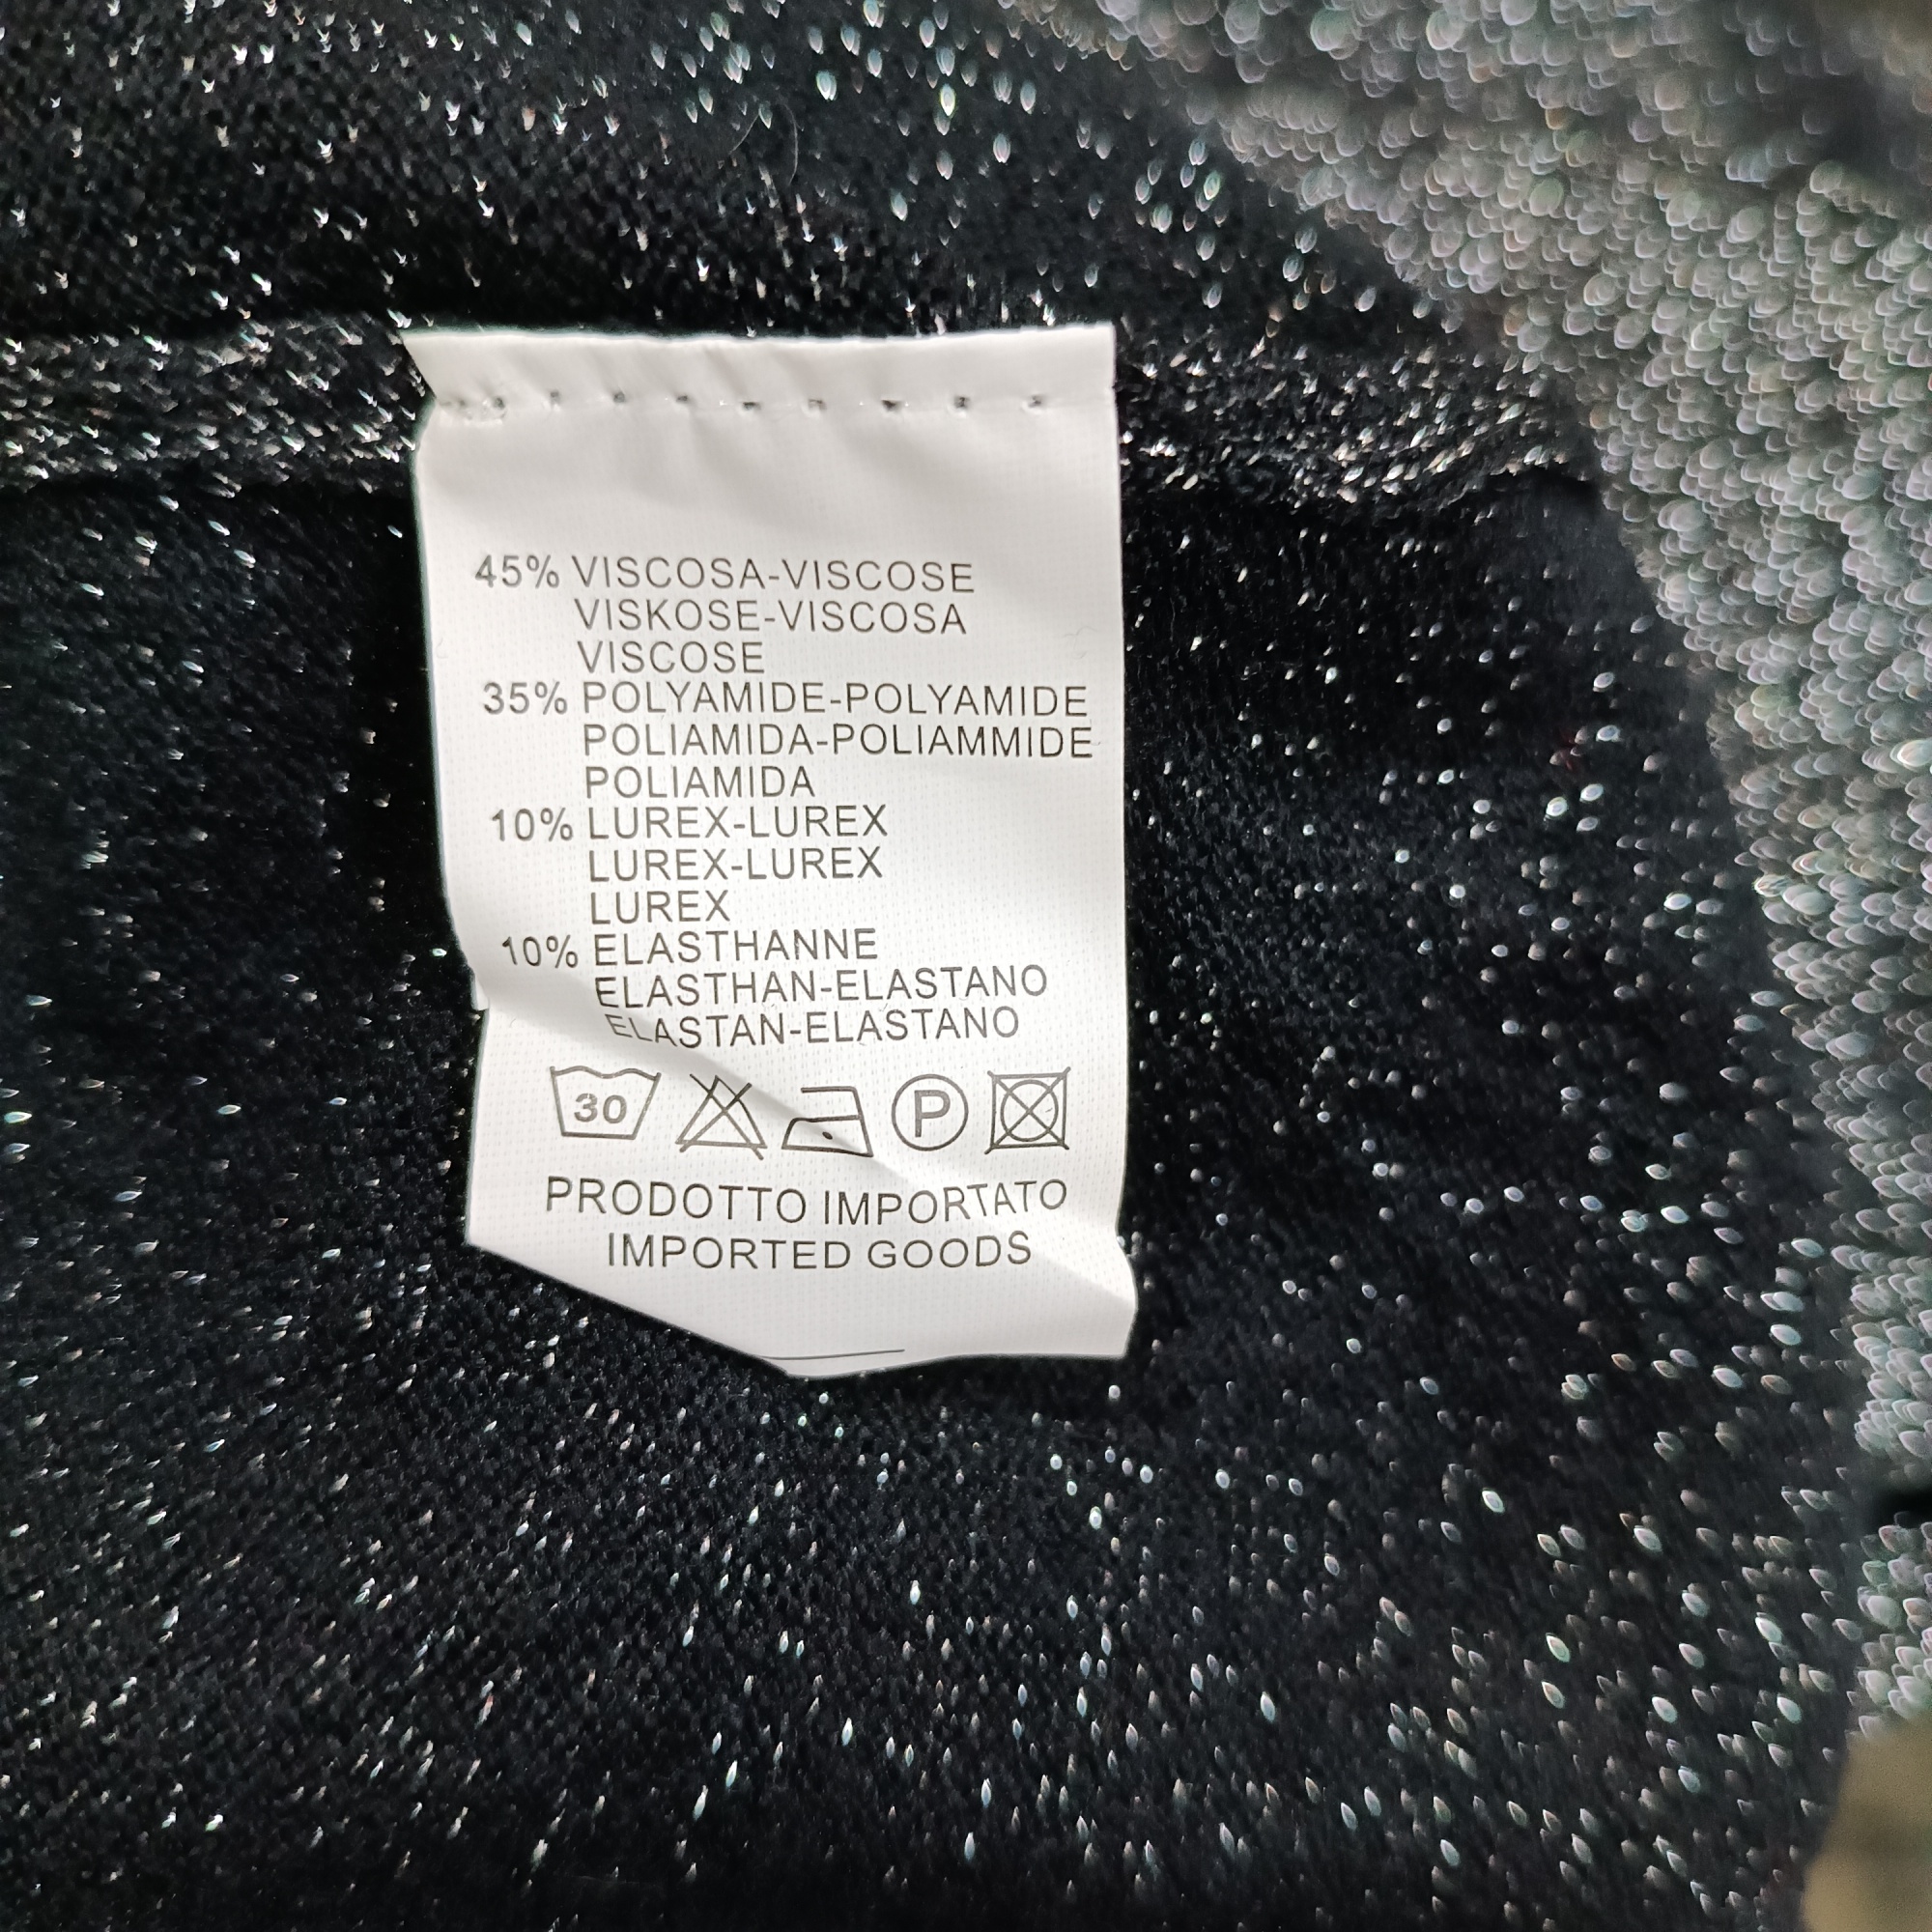 45% VISCOSA-VISCOSE
VISKOSE-VISCOSA
VISCOSE
35% POLYAMIDE-POLYAMIDE
POLIAMIDA-POLIAMMIDE
POLIAMIDA
10% LUREX-LUREX
LUREX-LUREX
LUREX
10% ELASTHANNE
ELASTHAN-ELASTANO
ELASTAN-ELASTANO
30 P
PRODOTTO IMPORTATO
IMPORTED GOODS